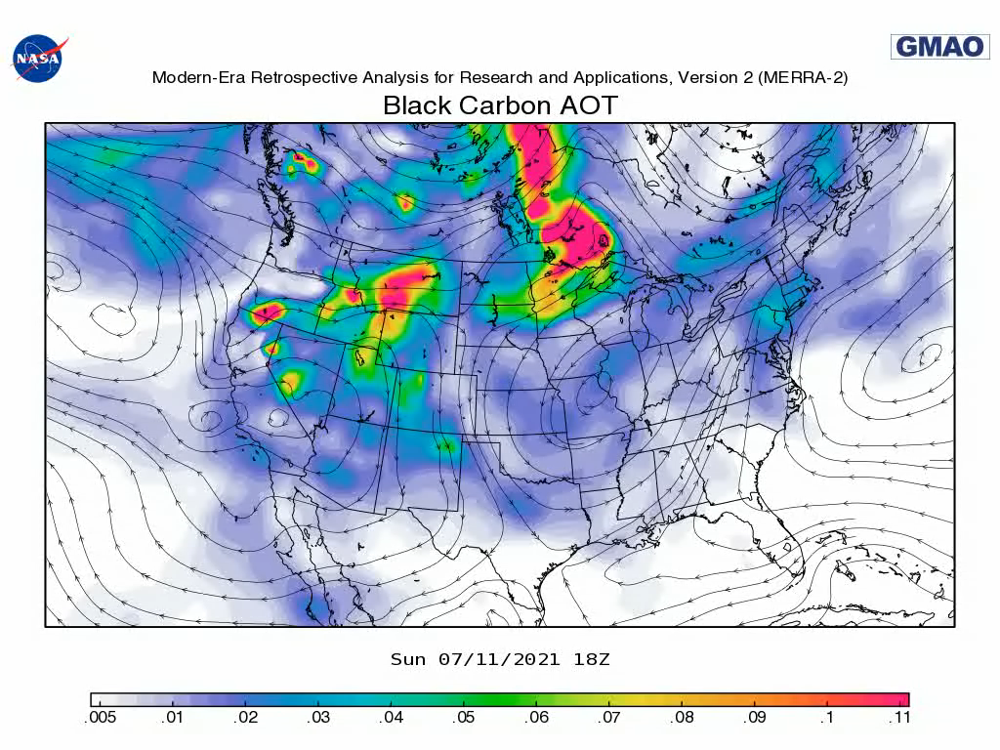 NASA
GMAO
Modern-Era Retrospective Analysis for Research and Applications, Version 2 (MERRA-2)
Black Carbon AOT
Sun 07/11/2021 18Z
.005 .01 .02 .03 .04 .05 .06 .07 .08 .09 .1 .11